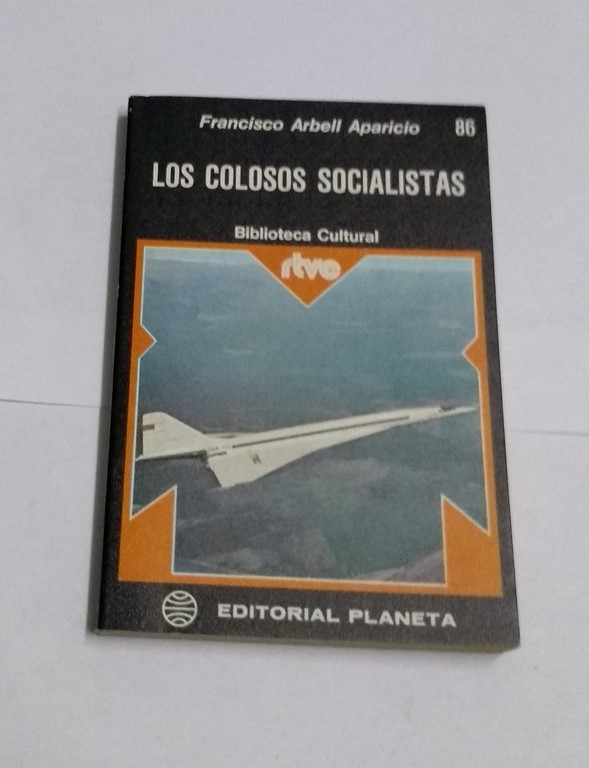 Francisco Arbell Aparicio 86
LOS COLOSOS SOCIALISTAS
Biblioteca Cultural
rtve
EDITORIAL PLANETA